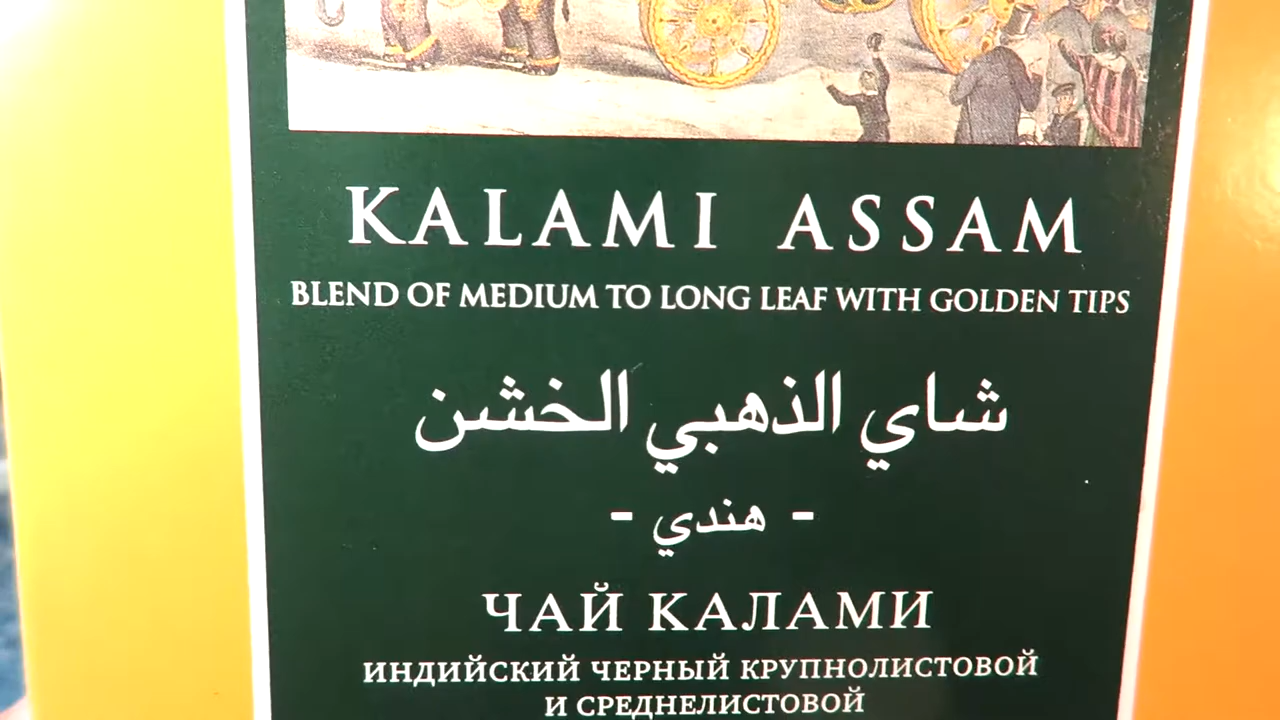 KALAMI ASSAM
BLEND OF MEDIUM TO LONG LEAF WITH GOLDEN TIPS
شاي الذهبي الخشن
- هندي -
ЧАЙ КАЛАМИ
ИНДИЙСКИЙ ЧЕРНЫЙ КРУПНОЛИСТОВОЙ
И СРЕДНЕЛИСТОВОЙ